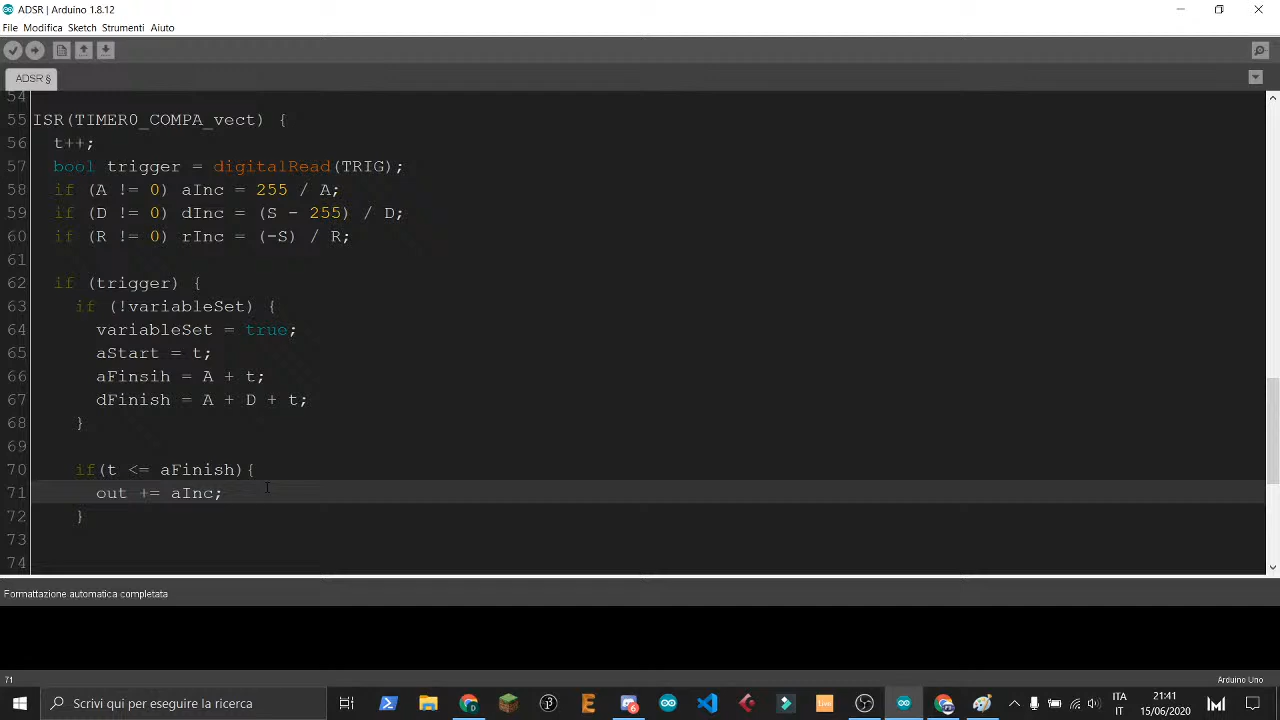 ADSR | Arduino 1.8.12
File Modifica Sketch Strumenti Aiuto
ADSR §
54
55 ISR(TIMER0_COMPA_vect) {
56 t++;
57 bool trigger = digitalRead(TRIG);
58 if (A != 0) aInc = 255 / A;
59 if (D != 0) dInc = (S - 255) / D;
60 if (R != 0) rInc = (-S) / R;
61
62 if (trigger) {
63 if (!variableSet) {
64 variableSet = true;
65 aStart = t;
66 aFinsih = A + t;
67 dFinish = A + D + t;
68 }
69
70 if(t <= aFinish){
71 out += aInc;
72 }
73
74
Formattazione automatica completata
71 Arduino Uno
Scrivi qui per eseguire la ricerca
ITA
IT
21:41
15/06/2020